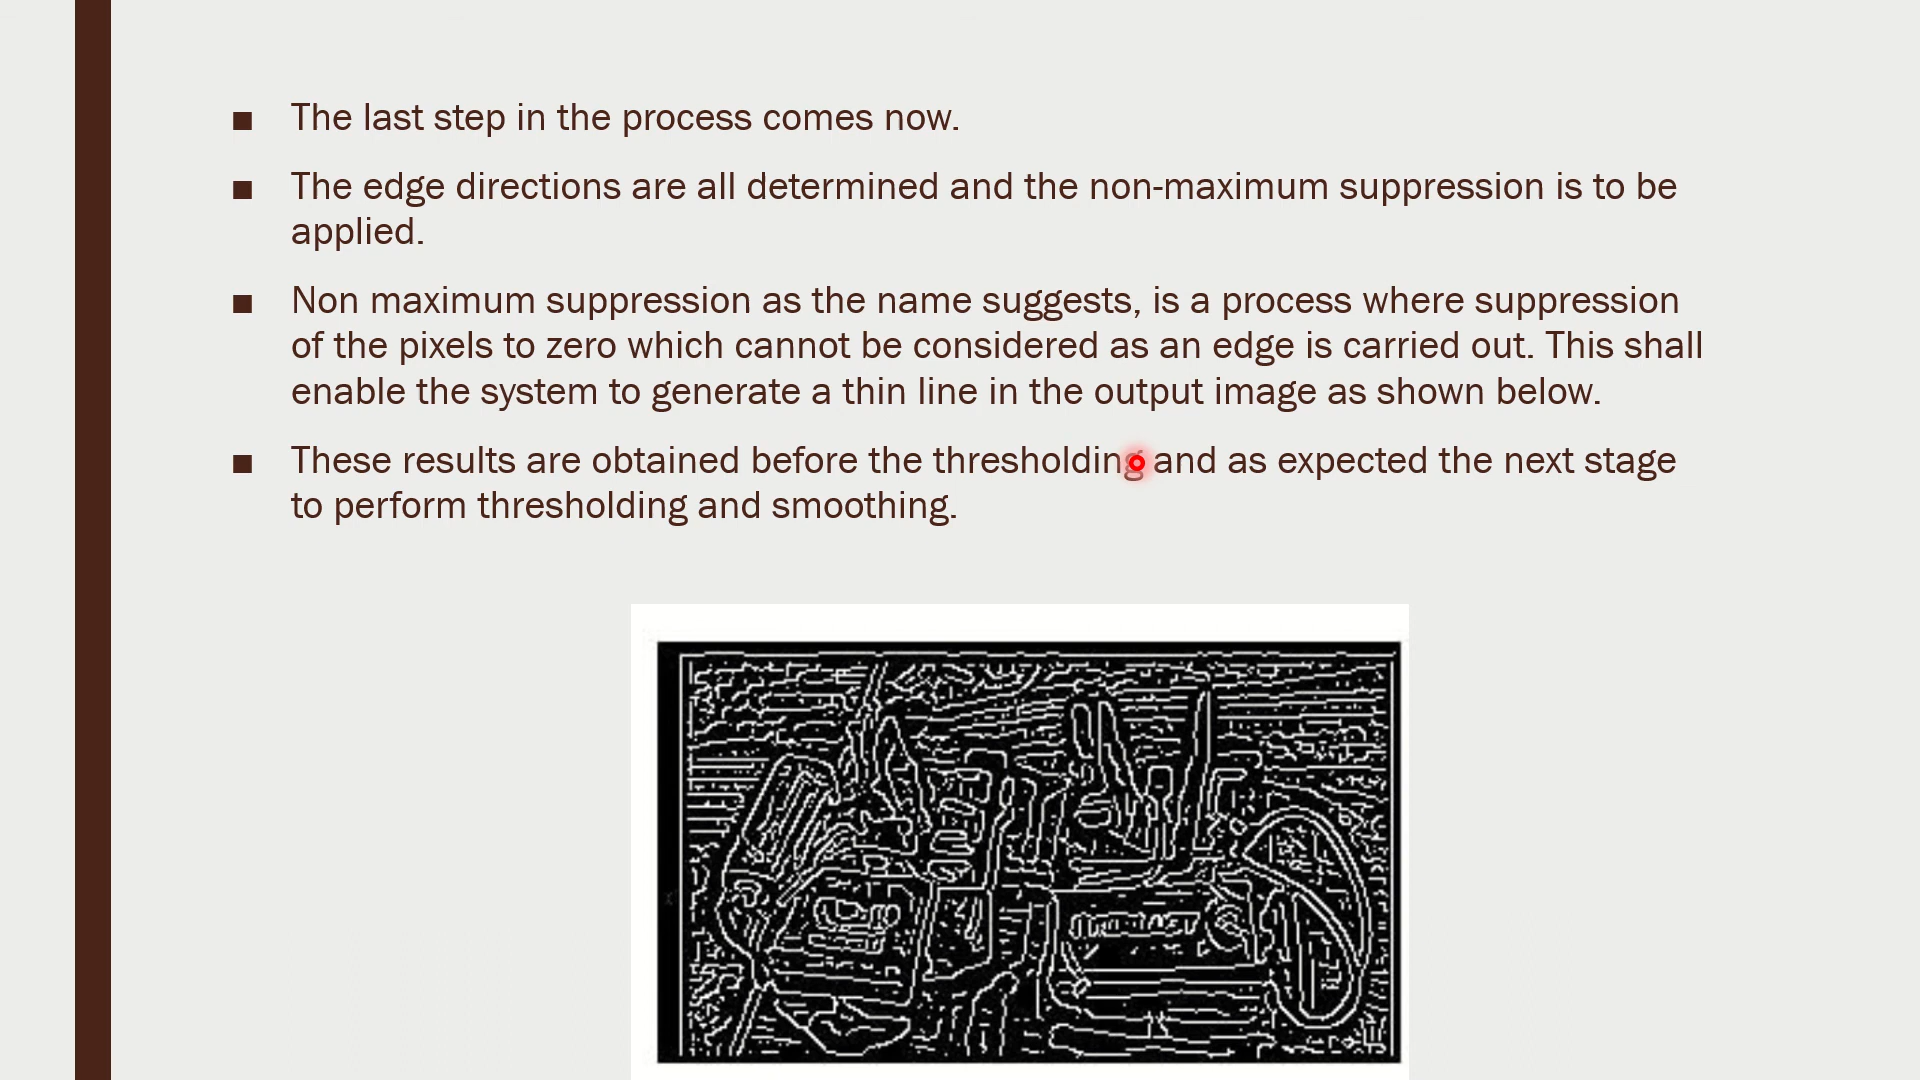 The last step in the process comes now.
The edge directions are all determined and the non-maximum suppression is to be
applied.
Non maximum suppression as the name suggests, is a process where suppression
of the pixels to zero which cannot be considered as an edge is carried out. This shall
enable the system to generate a thin line in the output image as shown below.
These results are obtained before the thresholding and as expected the next stage
to perform thresholding and smoothing.